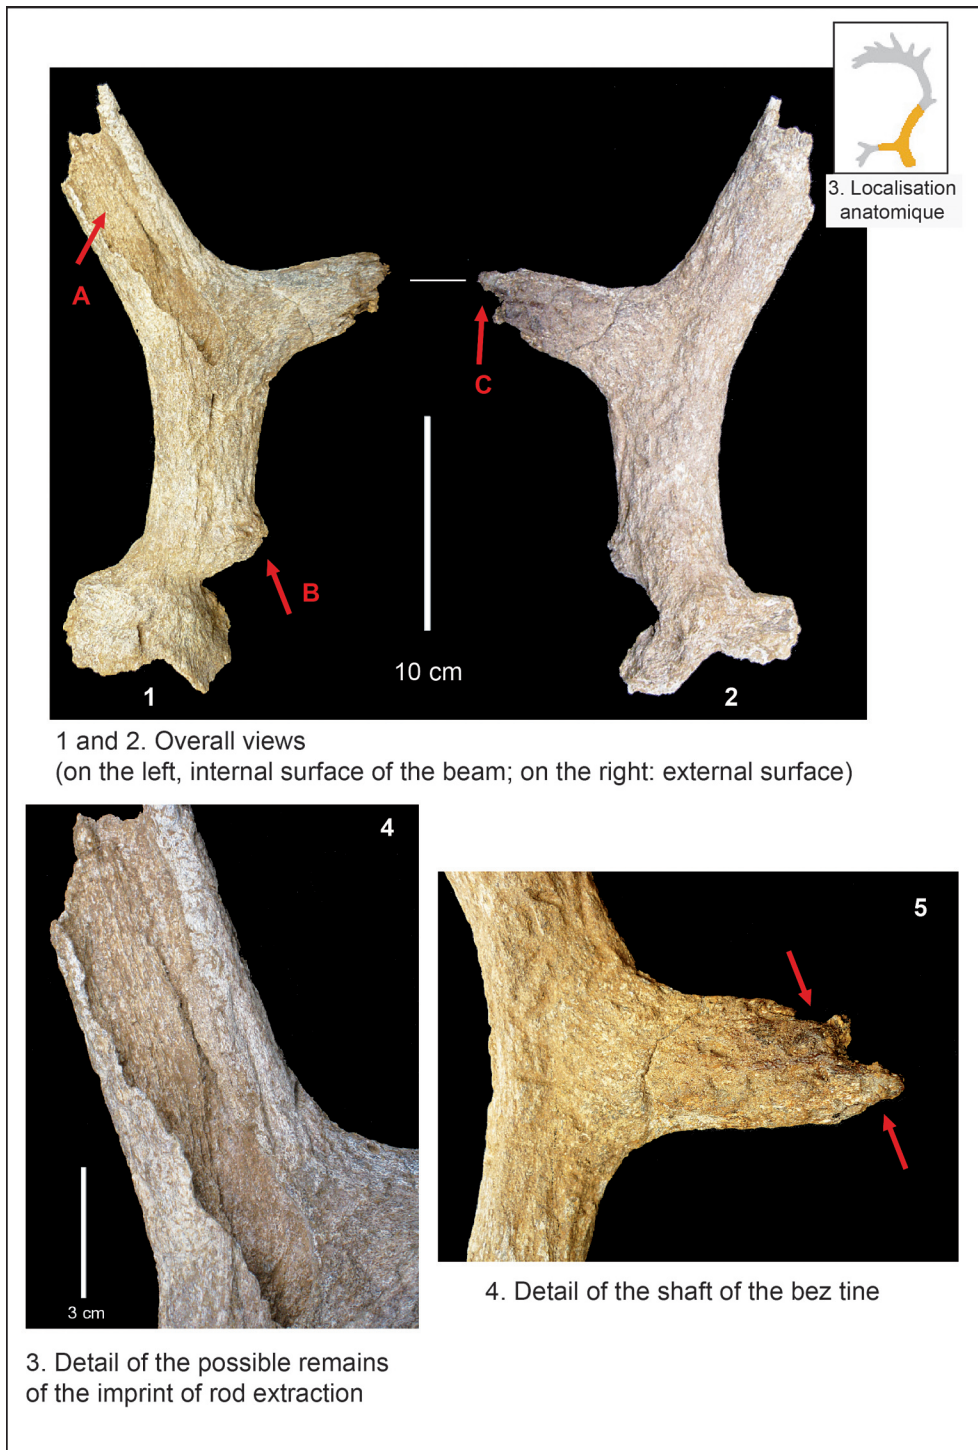 3. Localisation
anatomique
A
C
B
10 cm
1
2
1 and 2. Overall views
(on the left, internal surface of the beam; on the right: external surface)
4
5
3 cm
4. Detail of the shaft of the bez tine
3. Detail of the possible remains
of the imprint of rod extraction